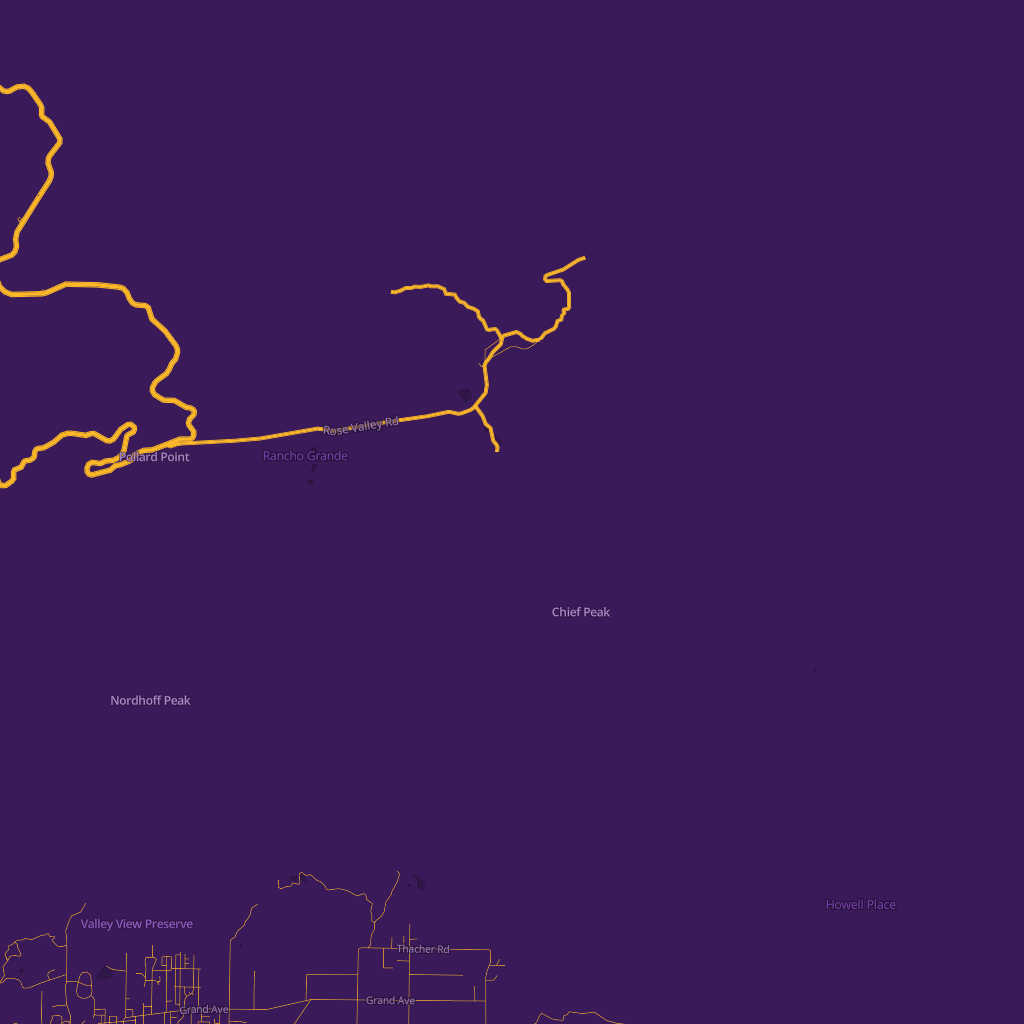 Rose Valley Rd
Pollard Point
Rancho Grande
Chief Peak
Nordhoff Peak
Howell Place
Valley View Preserve
Thacher Rd
Grand Ave
Grand Ave